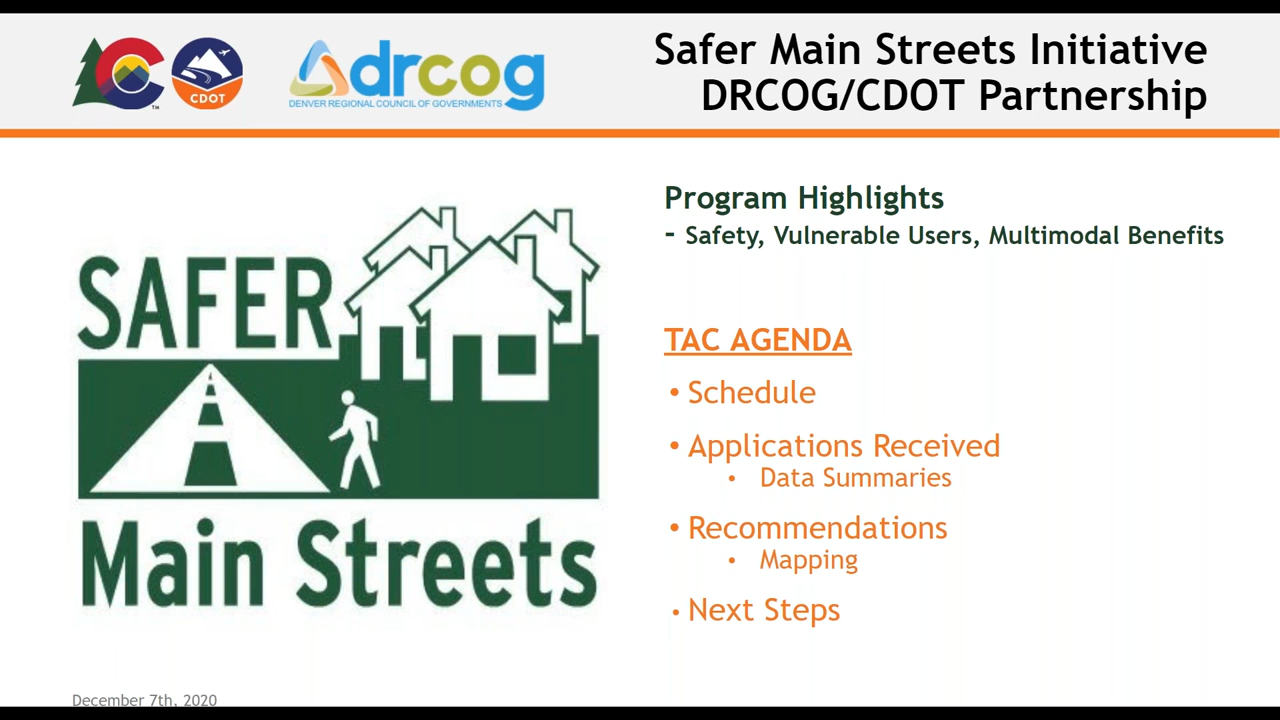 CDOT
TM
drcog
DENVER REGIONAL COUNCIL OF GOVERNMENTS
Safer Main Streets Initiative
DRCOG/CDOT Partnership
SAFER
Main Streets
Program Highlights
- Safety, Vulnerable Users, Multimodal Benefits
TAC AGENDA
• Schedule
• Applications Received
• Data Summaries
• Recommendations
• Mapping
• Next Steps
December 7th, 2020